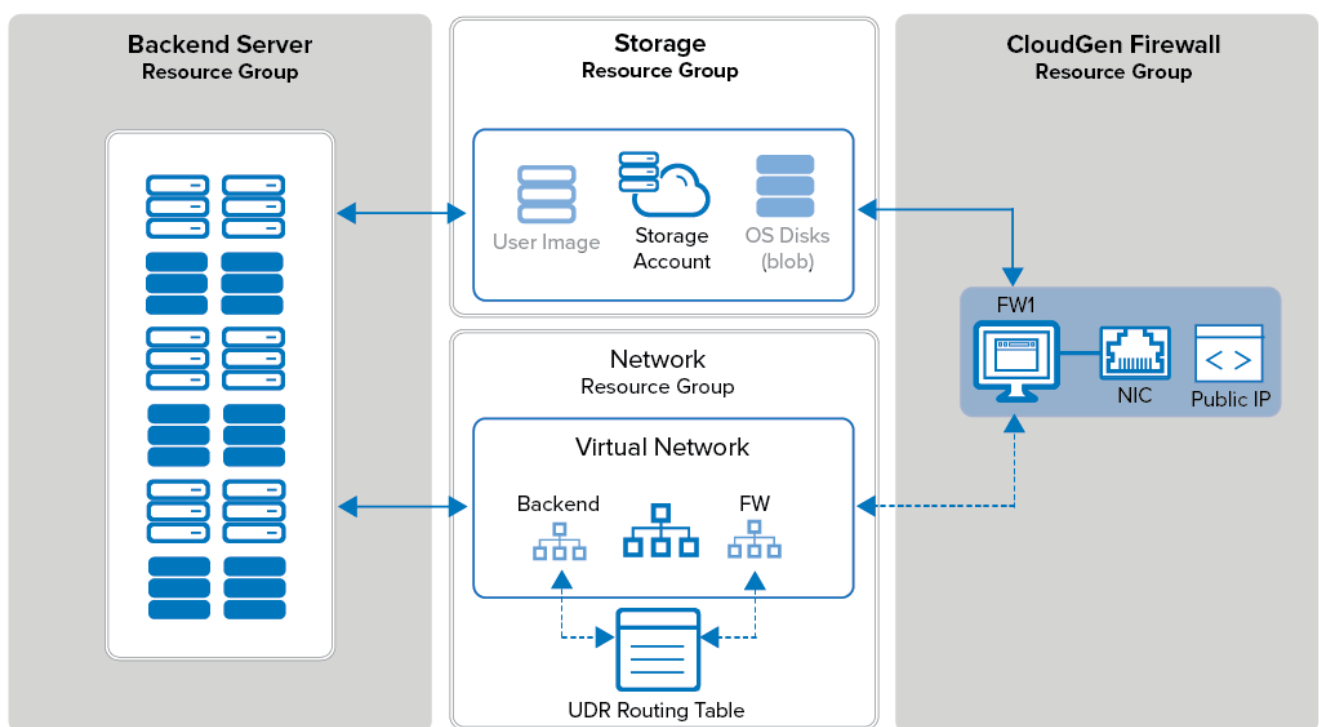 Backend Server
Resource Group
Storage
Resource Group
User Image
Storage
Account
OS Disks
(blob)
Network
Resource Group
Virtual Network
Backend
FW
UDR Routing Table
CloudGen Firewall
Resource Group
FW1
NIC
Public IP